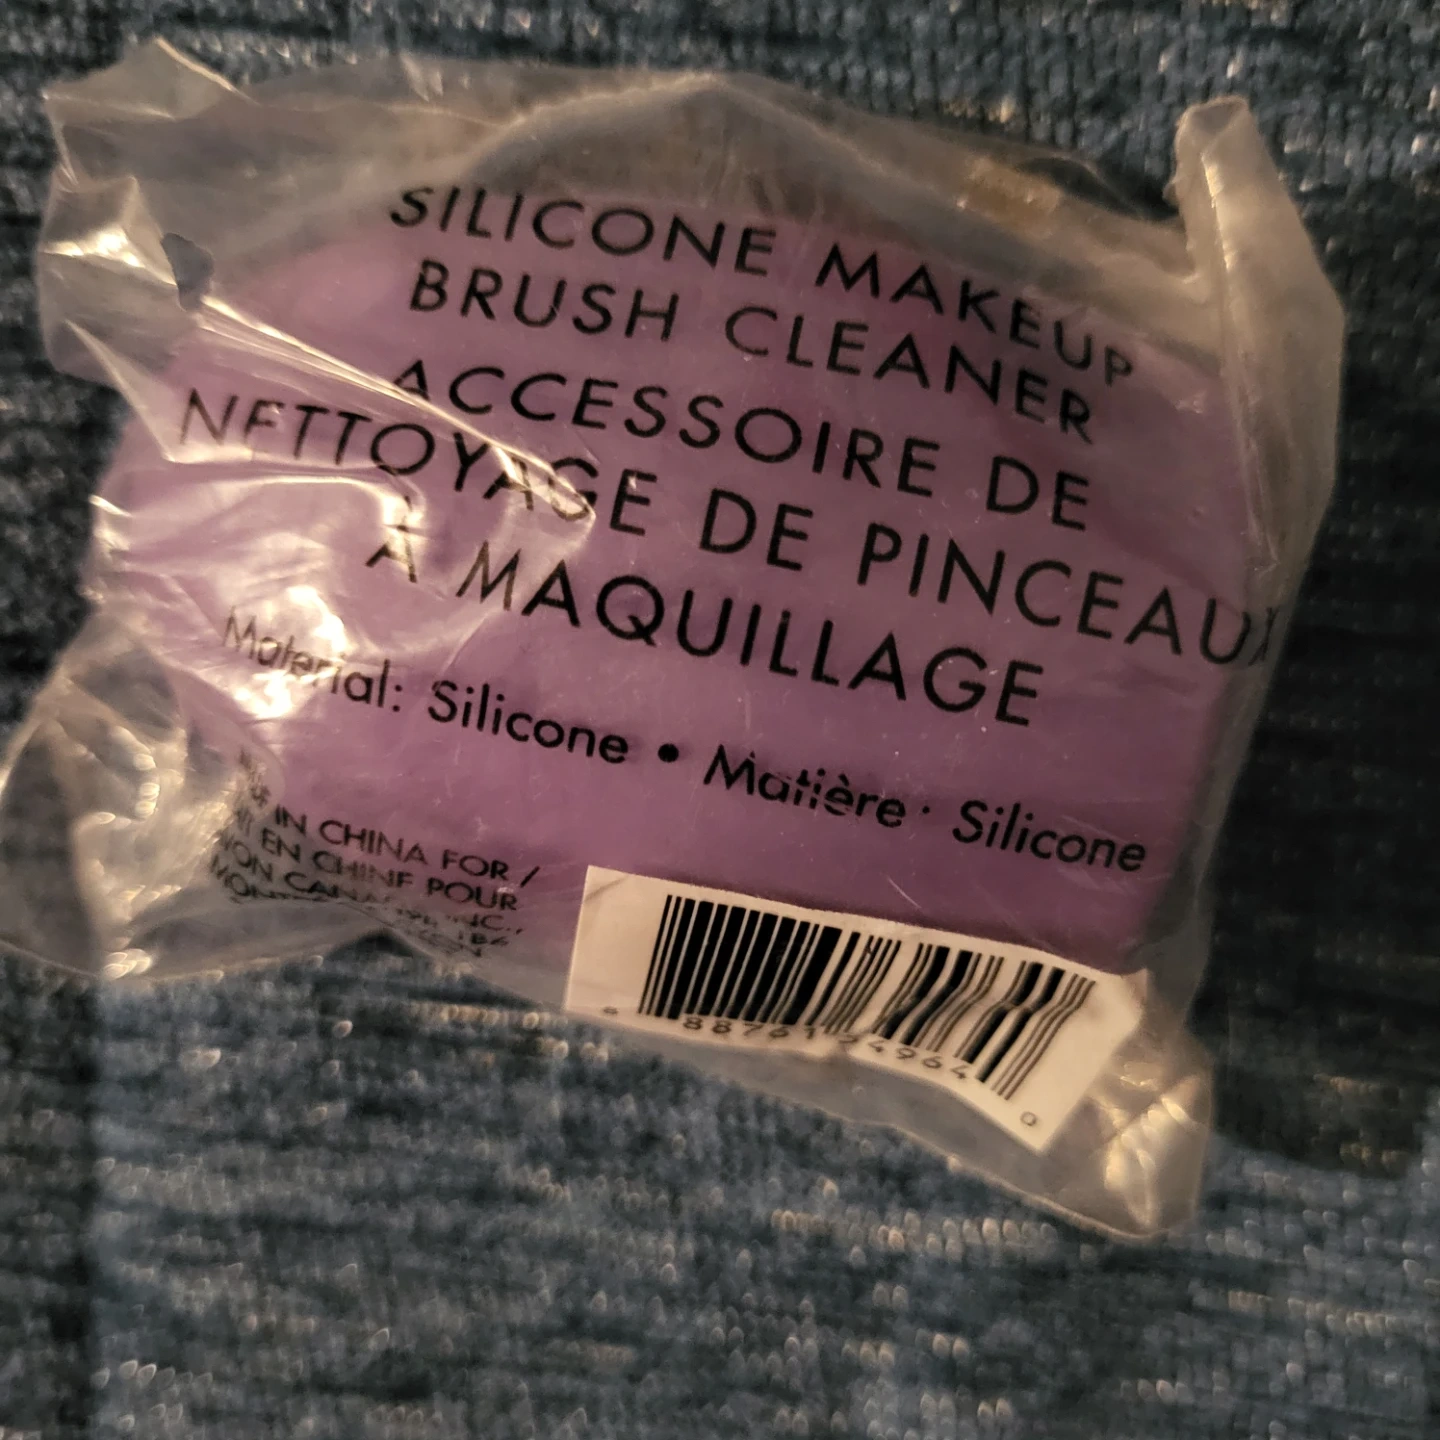 SILICONE MAKEUP
BRUSH CLEANER
ACCESSOIRE DE
NETTOYAGE DE PINCEAUX
À MAQUILLAGE
Material: Silicone • Matière : Silicone
IN CHINA FOR /
EN CHINE POUR
INC.,